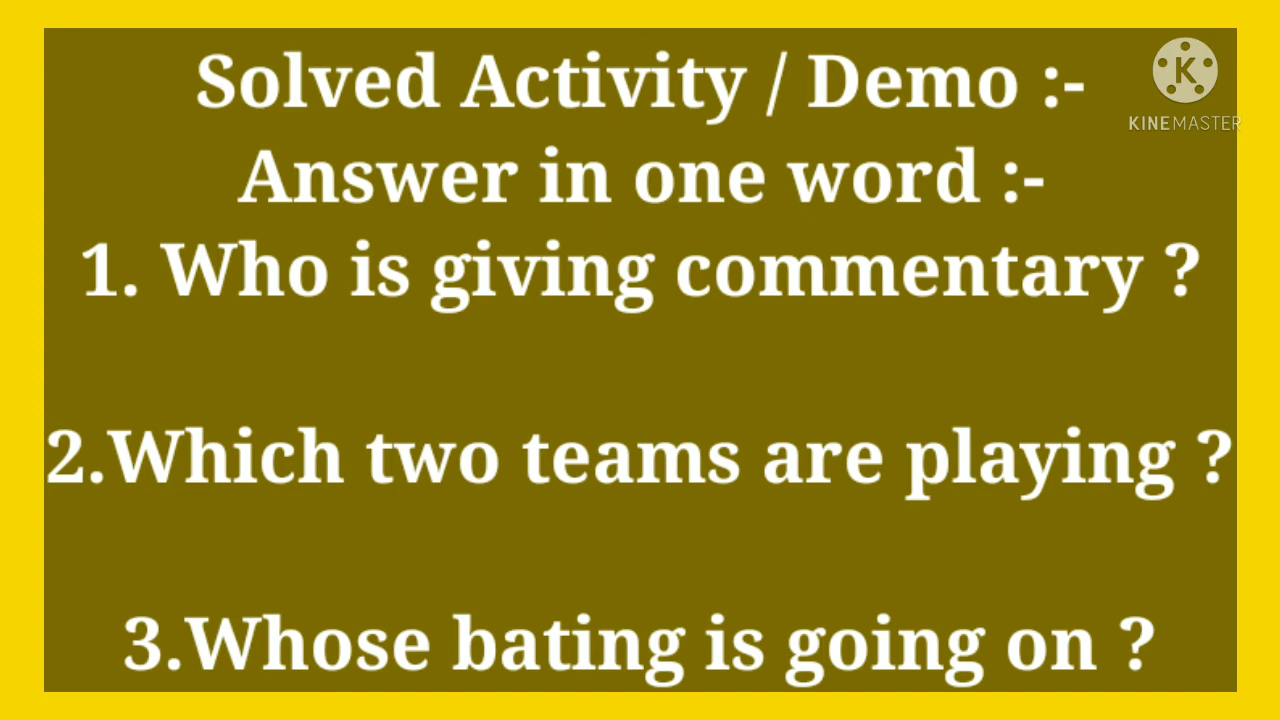 Solved Activity / Demo :-
K
KINEMASTER
Answer in one word :-
1. Who is giving commentary ?
2.Which two teams are playing ?
3.Whose bating is going on ?